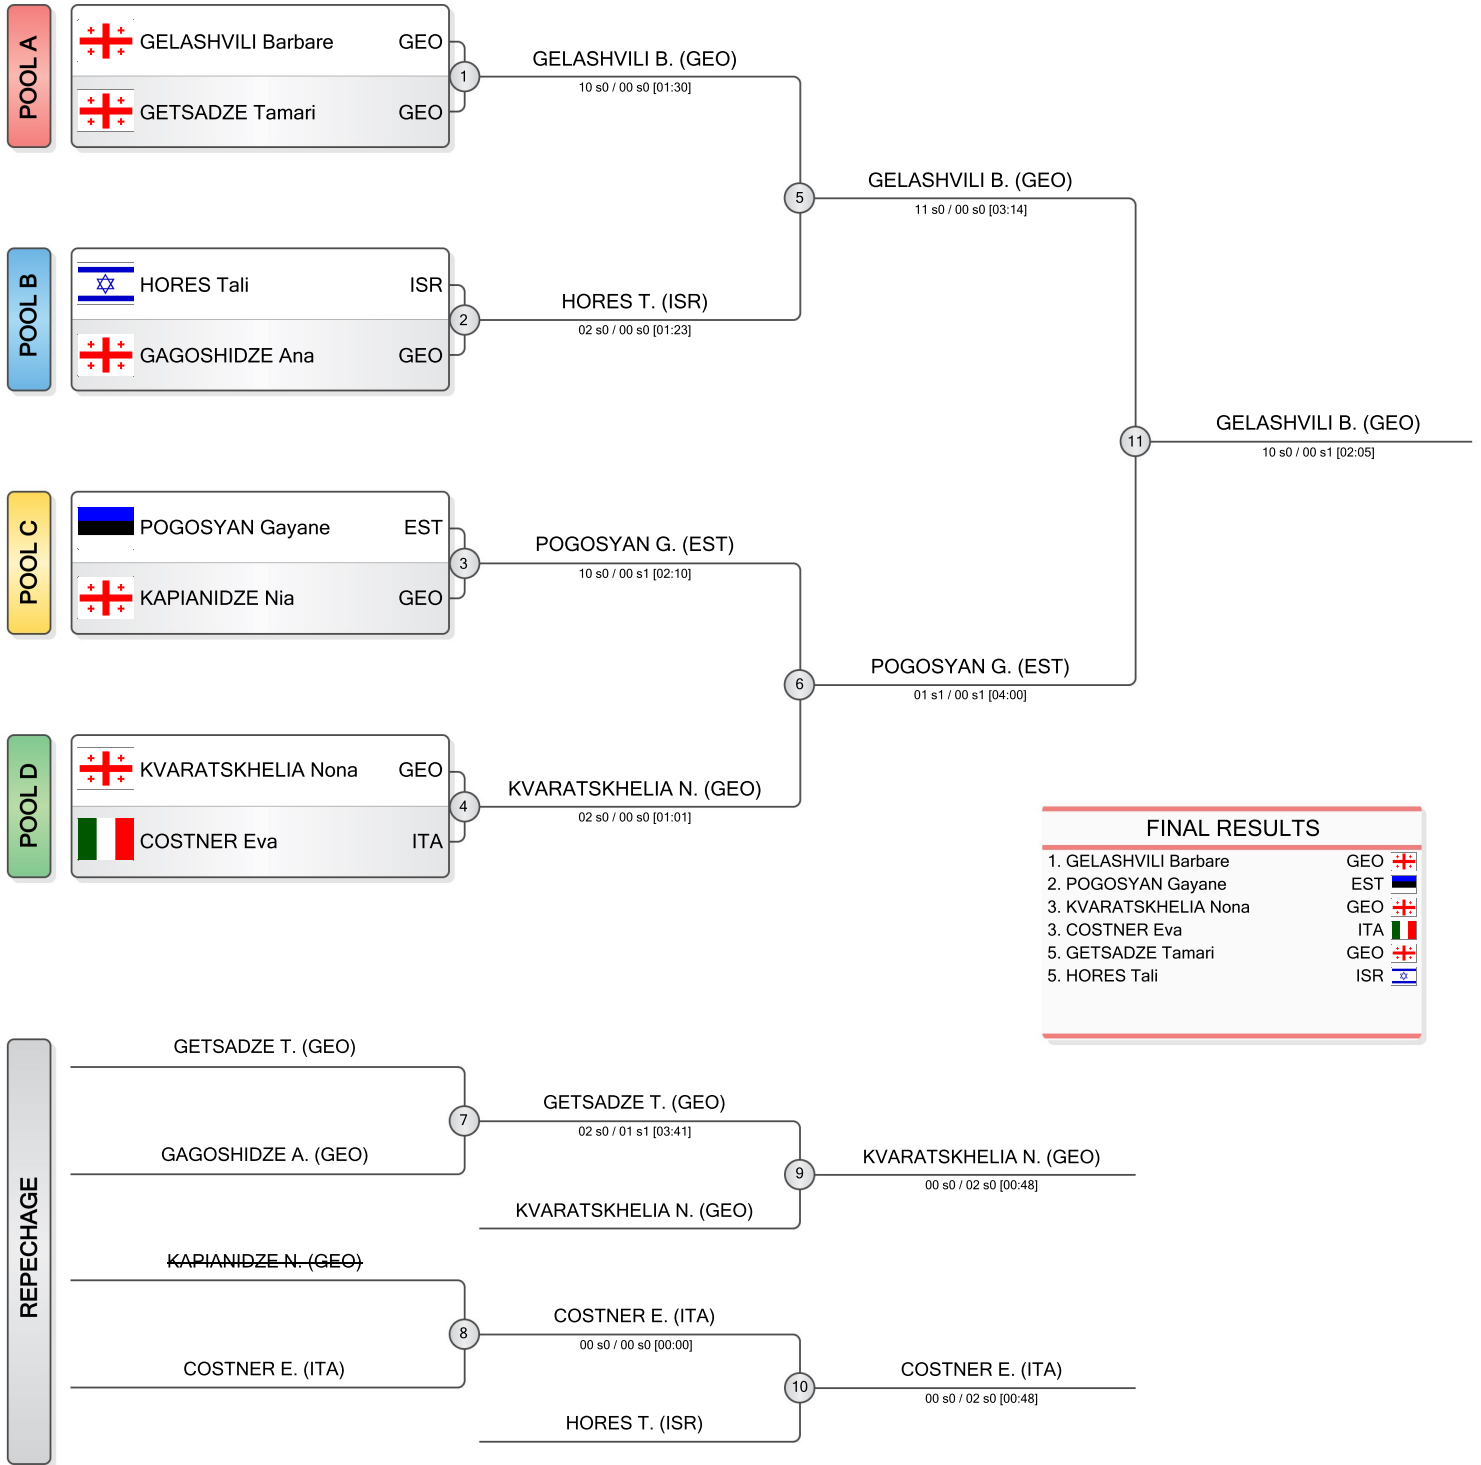 POOL A
GELASHVILI Barbare GEO
GETSADZE Tamari GEO
1
GELASHVILI B. (GEO)
10 s0 / 00 s0 [01:30]
5
GELASHVILI B. (GEO)
11 s0 / 00 s0 [03:14]
POOL B
HORES Tali ISR
GAGOSHIDZE Ana GEO
2
HORES T. (ISR)
02 s0 / 00 s0 [01:23]
11
GELASHVILI B. (GEO)
10 s0 / 00 s1 [02:05]
POOL C
POGOSYAN Gayane EST
KAPIANIDZE Nia GEO
3
POGOSYAN G. (EST)
10 s0 / 00 s1 [02:10]
6
POGOSYAN G. (EST)
01 s1 / 00 s1 [04:00]
POOL D
KVARATSKHELIA Nona GEO
COSTNER Eva ITA
4
KVARATSKHELIA N. (GEO)
02 s0 / 00 s0 [01:01]
FINAL RESULTS
1. GELASHVILI Barbare GEO
2. POGOSYAN Gayane EST
3. KVARATSKHELIA Nona GEO
3. COSTNER Eva ITA
5. GETSADZE Tamari GEO
5. HORES Tali ISR
REPECHAGE
GETSADZE T. (GEO)
GAGOSHIDZE A. (GEO)
7
GETSADZE T. (GEO)
02 s0 / 01 s1 [03:41]
KVARATSKHELIA N. (GEO)
9
KVARATSKHELIA N. (GEO)
00 s0 / 02 s0 [00:48]
KAPIANIDZE N. (GEO)
COSTNER E. (ITA)
8
COSTNER E. (ITA)
00 s0 / 00 s0 [00:00]
HORES T. (ISR)
10
COSTNER E. (ITA)
00 s0 / 02 s0 [00:48]